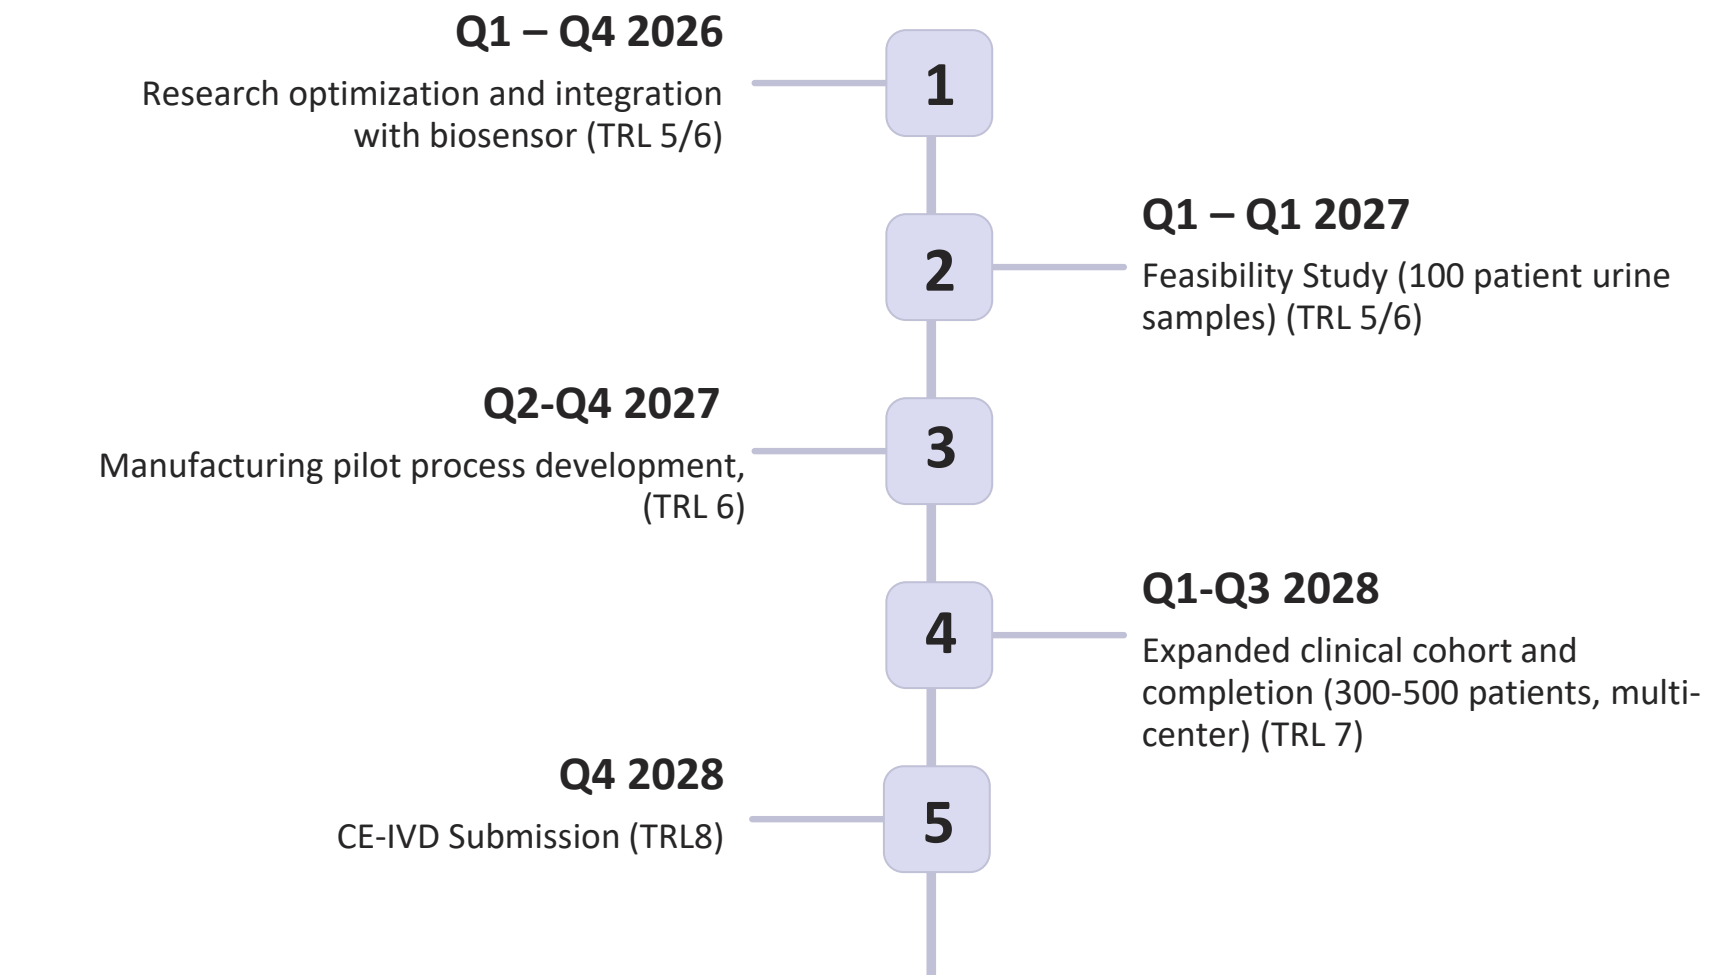 Q1 – Q4 2026
Research optimization and integration
with biosensor (TRL 5/6)
1
2
Q1 – Q1 2027
Feasibility Study (100 patient urine
samples) (TRL 5/6)
Q2-Q4 2027
Manufacturing pilot process development,
(TRL 6)
3
4
Q1-Q3 2028
Expanded clinical cohort and
completion (300-500 patients, multi-
center) (TRL 7)
Q4 2028
CE-IVD Submission (TRL8)
5